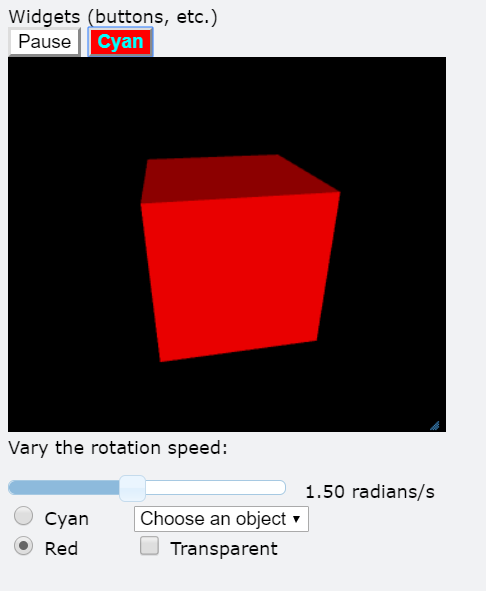 Widgets (buttons, etc.)
Pause Cyan
Vary the rotation speed:
1.50 radians/s
Cyan Choose an object
Red Transparent